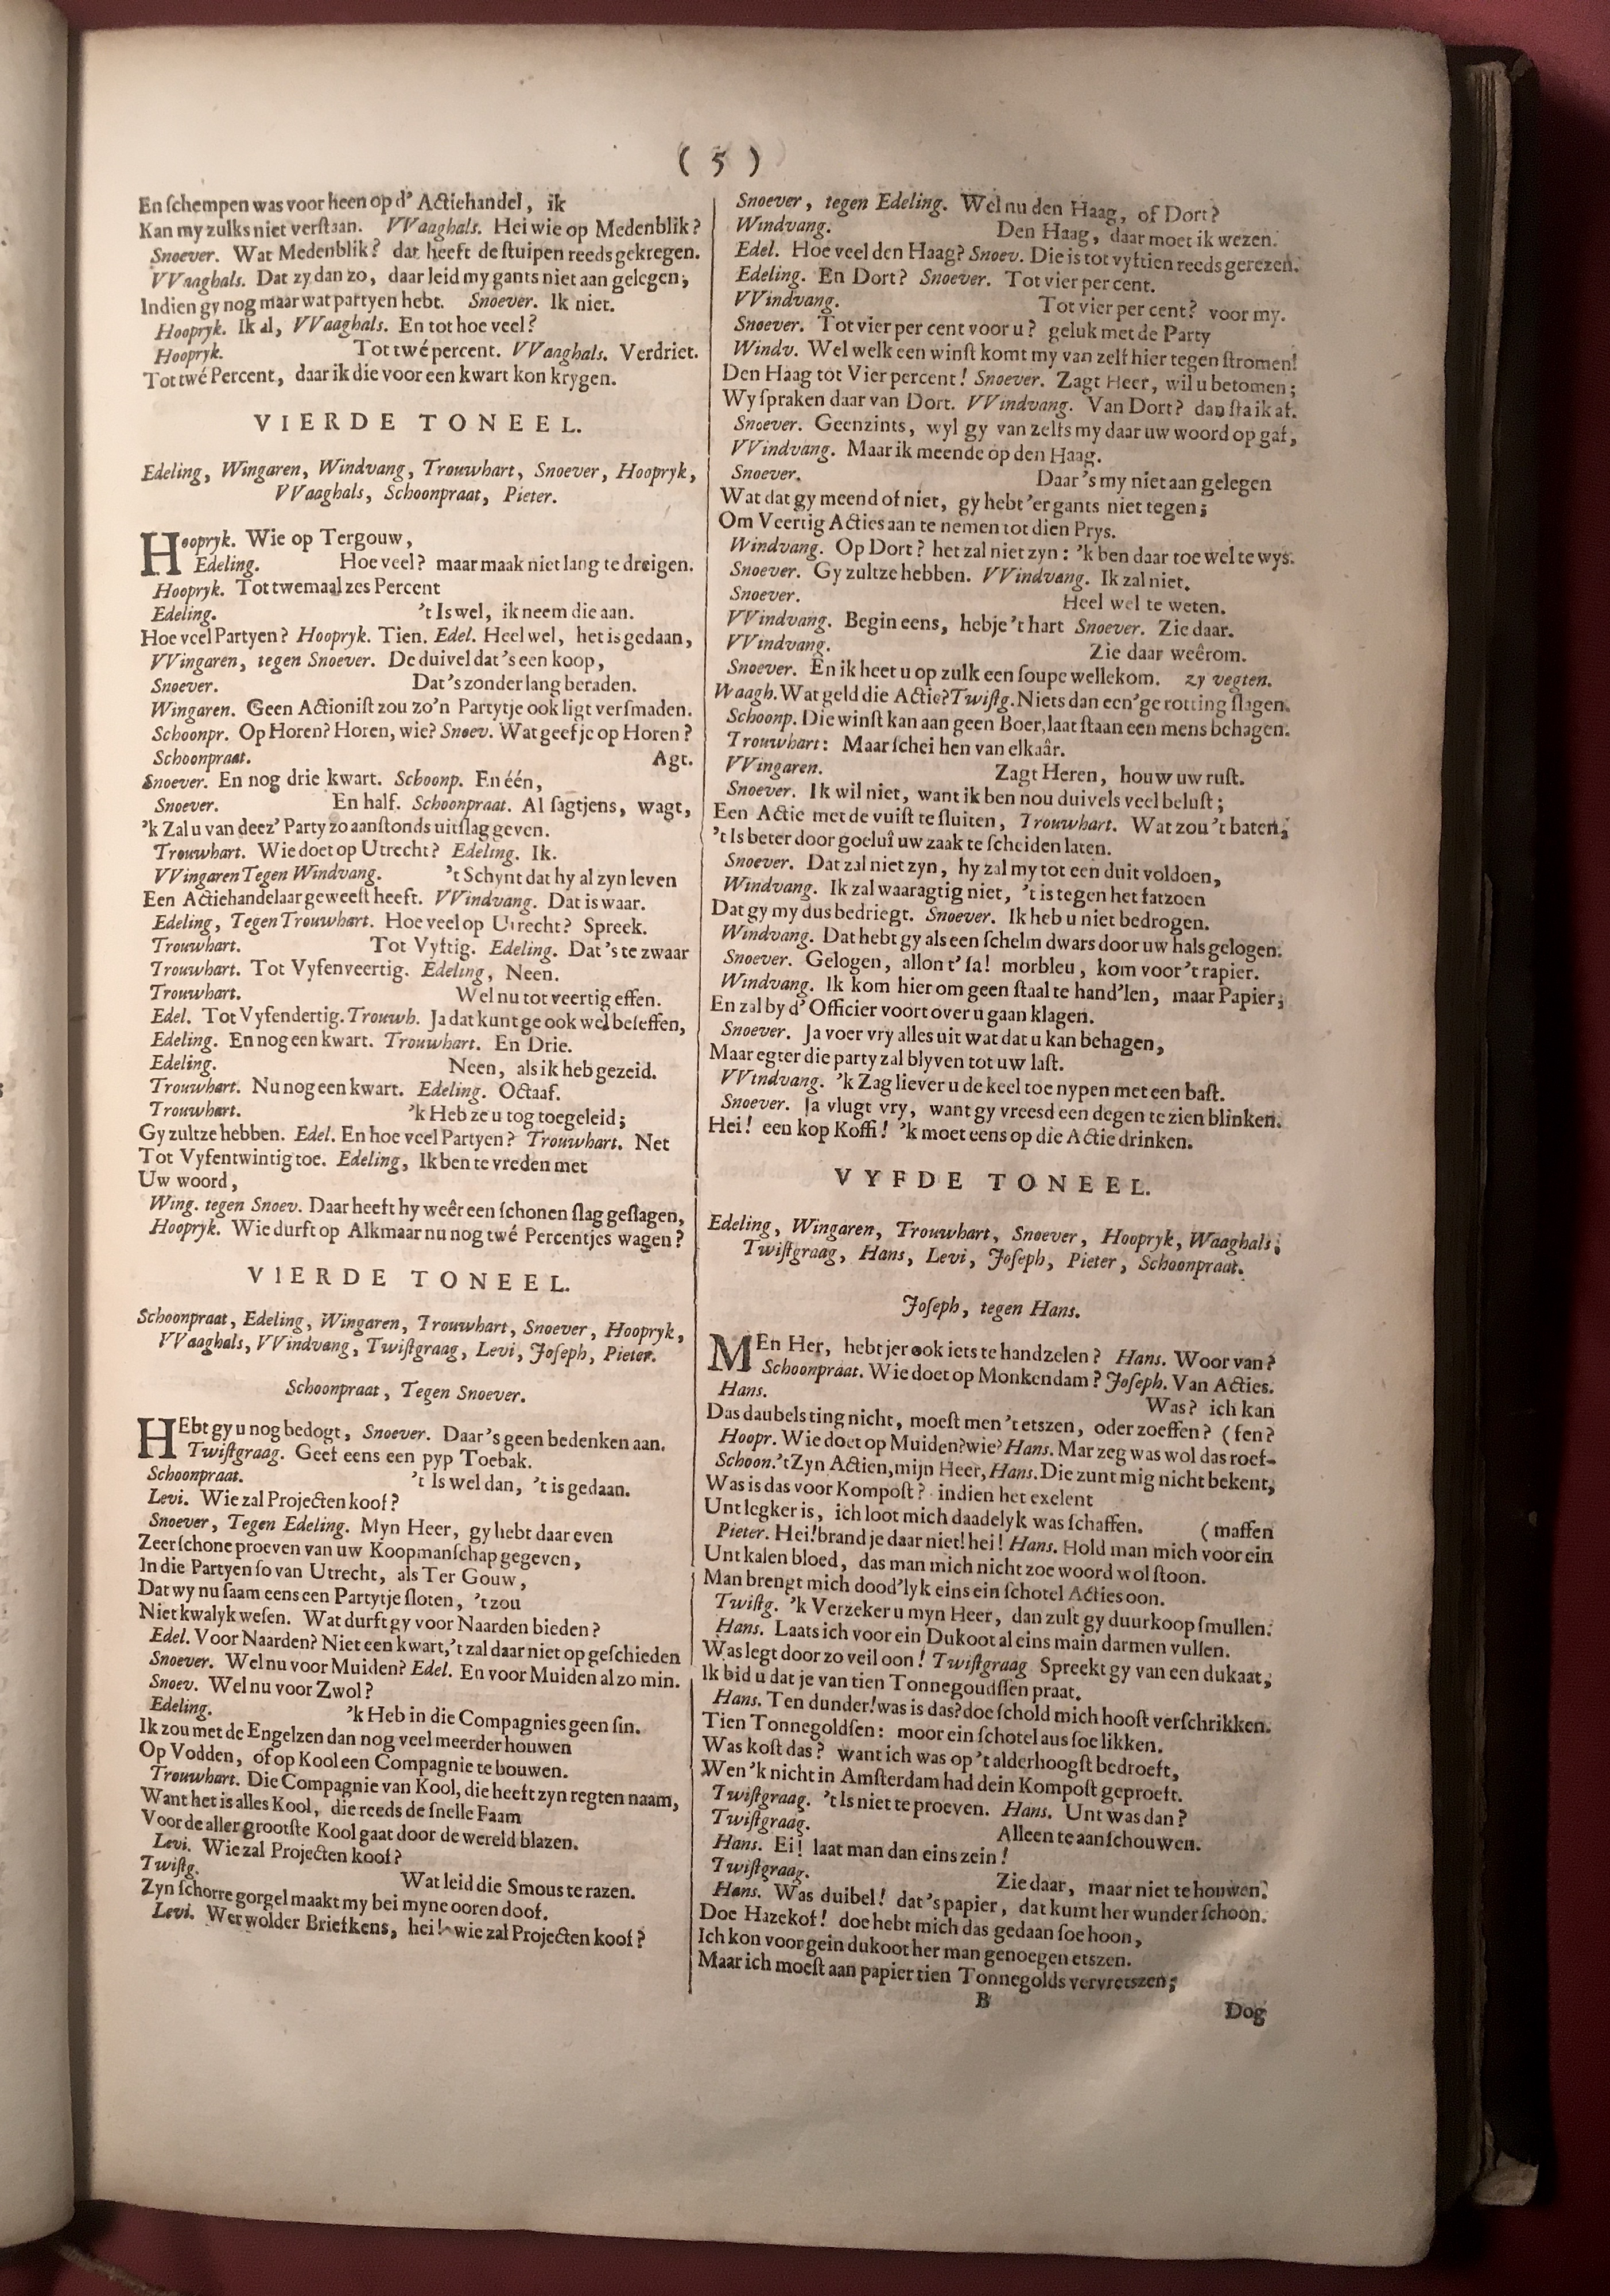 ( 5 )
En ſchempen was voor heen op d' Actiehandel, ik
Kan my zulks niet verſtaan. VVaaghals. Hei wie op Medenblik?
Snoever. Wat Medenblik? dar heeft de ſtuipen reeds gekregen.
VVaaghals. Dat zy dan zo, daar leid my gants niet aan gelegen;
Indien gy nog maar wat partyen hebt. Snoever. Ik niet.
Hoopryk. Ik al, VVaaghals. En tot hoe veel?
Hoopryk. Tot twé percent. VVaaghals. Verdriet.
Tot twé Percent, daar ik die voor een kwart kon krygen.
VIERDE TONEEL.
Edeling, Wingaren, Windvang, Trouwhart, Snoever, Hoopryk,
VVaaghals, Schoonpraat, Pieter.
Hoopryk. Wie op Tergouw,
Edeling. Hoe veel? maar maak niet lang te dreigen.
Hoopryk. Tot twemaal zes Percent
Edeling. 't Is wel, ik neem die aan.
Hoe veel Partyen? Hoopryk. Tien. Edel. Heel wel, het is gedaan,
VVingaren, tegen Snoever. De duivel dat's een koop,
Snoever. Dat's zonder lang beraden.
Wingaren. Geen Actioniſt zou zo'n Partytje ook ligt verſmaden.
Schoonpr. Op Horen? Horen, wie? Snoev. Wat geef je op Horen?
Schoonpraat. Agt.
Snoever. En nog drie kwart. Schoonp. En één,
Snoever. En half. Schoonpraat. Al ſagtjens, wagt,
'k Zal u van deez' Party zo aanſtonds uitſlag geven.
Trouwhart. Wie doet op Utrecht? Edeling. Ik.
VVingaren Tegen Windvang. 't Schynt dat hy al zyn leven
Een Actiehandelaar geweeſt heeft. VVindvang. Dat is waar.
Edeling, Tegen Trouwhart. Hoe veel op Utrecht? Spreek.
Trouwhart. Tot Vyftig. Edeling. Dat's te zwaar
Trouwhart. Tot Vyfenveertig. Edeling, Neen.
Trouwhart. Wel nu tot veertig effen.
Edel. Tot Vyfendertig. Trouwh. Ja dat kunt ge ook wel beſeffen,
Edeling. En nog een kwart. Trouwhart. En Drie.
Edeling. Neen, als ik heb gezeid.
Trouwhart. Nu nog een kwart. Edeling. Octaaf.
Trouwhart. 'k Heb ze u tog toegeleid;
Gy zult ze hebben. Edel. En hoe veel Partyen? Trouwhart. Net
Tot Vyfentwintig toe. Edeling, Ik ben te vreden met
Uw woord,
Wing. tegen Snoev. Daar heeft hy weêr een ſchonen ſlag geſlagen,
Hoopryk. Wie durft op Alkmaar nu nog twé Percentjes wagen?
VIERDE TONEEL.
Schoonpraat, Edeling, Wingaren, Trouwhart, Snoever, Hoopryk,
VVaaghals, VVindvang, Twiſtgraag, Levi, Joſeph, Pieter.
Schoonpraat, Tegen Snoever.
HEbt gy u nog bedogt, Snoever. Daar's geen bedenken aan.
Twiſtgraag. Geef eens een pyp Toebak.
Schoonpraat. 't Is wel dan, 't is gedaan.
Levi. Wie zal Projecten koof?
Snoever, Tegen Edeling. Myn Heer, gy hebt daar even
Zeer ſchone proeven van uw Koopmanſchap gegeven,
In die Partyen ſo van Utrecht, als Ter Gouw,
Dat wy nu ſaam eens een Partytje ſloten, 't zou
Niet kwalyk weſen. Wat durft gy voor Naarden bieden?
Edel. Voor Naarden? Niet een kwart, 't zal daar niet op geſchieden
Snoever. Wel nu voor Muiden? Edel. En voor Muiden al zo min.
Snoev. Wel nu voor Zwol?
Edeling. 'k Heb in die Compagnies geen ſin.
Ik zou met de Engelzen dan nog veel meerder houwen
Op Vodden, of op Kool een Compagnie te bouwen.
Trouwhart. Die Compagnie van Kool, die heeft zyn regten naam,
Want het is alles Kool, die reeds de ſnelle Faam
Voor de aller grootſte Kool gaat door de wereld blazen.
Levi. Wie zal Projecten koof?
Twiſtg. Wat leid die Smous te razen.
Zyn ſchorre gorgel maakt my bei myne ooren doof.
Levi. Wer wolder Briefkens, hei! wie zal Projecten koof?
Snoever, tegen Edeling. Wel nu den Haag, of Dort?
Windvang. Den Haag, daar moet ik wezen.
Edel. Hoe veel den Haag? Snoev. Die is tot vyftien reeds gerezen.
Edeling. En Dort? Snoever. Tot vier per cent.
VVindvang. Tot vier per cent? voor my.
Snoever. Tot vier per cent voor u? geluk met de Party
Windv. Wel welk een winſt komt my van zelf hier tegen ſtromen!
Den Haag tot Vier percent! Snoever. Zagt Heer, wil u betomen;
Wy ſpraken daar van Dort. VVindvang. Van Dort? dan ſta ik af.
Snoever. Geenzints, wyl gy van zelfs my daar uw woord op gaf,
VVindvang. Maar ik meende op den Haag.
Snoever. Daar's my niet aan gelegen
Wat dat gy meend of niet, gy hebt 'er gants niet tegen;
Om Veertig Acties aan te nemen tot dien Prys.
Windvang. Op Dort? het zal niet zyn: 'k ben daar toe wel te wys.
Snoever. Gy zult ze hebben. VVindvang. Ik zal niet.
Snoever. Heel wel te weten.
VVindvang. Begin eens, heb je 't hart Snoever. Zie daar.
VVindvang. Zie daar weêrom.
Snoever. En ik heet u op zulk een ſoupe wellekom. zy vegten.
Waagh. Wat geld die Actie? Twiſtg. Niets dan een'ge rotting ſlagen.
Schoonp. Die winſt kan aan geen Boer, laat ſtaan een mens behagen.
Trouwhart: Maar ſchei hen van elkaâr.
VVingaren. Zagt Heren, houw uw ruſt.
Snoever. Ik wil niet, want ik ben nou duivels veel beluſt;
Een Actie met de vuiſt te ſluiten, Trouwhart. Wat zou 't baten,
't Is beter door goeluî uw zaak te ſcheiden laten.
Snoever. Dat zal niet zyn, hy zal my tot een duit voldoen,
Windvang. Ik zal waaragtig niet, 't is tegen het fatzoen
Dat gy my dus bedriegt. Snoever. Ik heb u niet bedrogen.
Windvang. Dat hebt gy als een ſchelm dwars door uw hals gelogen.
Snoever. Gelogen, allon t'ſa! morbleu, kom voor 't rapier.
Windvang. Ik kom hier om geen ſtaal te hand'len, maar Papier;
En zal by d' Officier voort over u gaan klagen.
Snoever. Ja voer vry alles uit wat dat u kan behagen,
Maar egter die party zal blyven tot uw laſt.
VVindvang. 'k Zag liever u de keel toe nypen met een baſt.
Snoever. Ja vlugt vry, want gy vreesd een degen te zien blinken.
Hei! een kop Koffi! 'k moet eens op die Actie drinken.
VYFDE TONEEL.
Edeling, Wingaren, Trouwhart, Snoever, Hoopryk, Waaghals,
Twiſtgraag, Hans, Levi, Joſeph, Pieter, Schoonpraat.
Joſeph, tegen Hans.
MEn Her, hebt jer ook iets te handzelen? Hans. Woor van?
Schoonpraat. Wie doet op Monkendam? Joſeph. Van Acties.
Hans. Was? ich kan
Das daubels ting nicht, moeſt men 't etszen, oder zoeffen? (ſen?
Hoopr. Wie doet op Muiden? wie? Hans. Mar zeg was wol das roef-
Schoon. 't Zyn Actien, mijn Heer, Hans. Die zunt mig nicht bekent,
Was is das voor Kompoſt? indien het exelent
Unt legker is, ich loot mich daadelyk was ſchaffen. (maffen
Pieter. Hei! brand je daar niet! hei! Hans. Hold man mich voor ein
Unt kalen bloed, das man mich nicht zoe woord wol ſtoon.
Man brengt mich dood'lyk eins ein ſchotel Acties oon.
Twiſtg. 'k Verzeker u myn Heer, dan zult gy duurkoop ſmullen.
Hans. Laats ich voor ein Dukoot al eins main darmen vullen.
Was legt door zo veil oon! Twiſtgraag Spreekt gy van een dukaat,
Ik bid u dat je van tien Tonnegoudſſen praat.
Hans. Ten dunder! was is das? doe ſchold mich hooſt verſchrikken.
Tien Tonnegoldſen: moor ein ſchotel aus ſoe likken.
Was koſt das? want ich was op 't alderhoogſt bedroeft,
Wen 'k nicht in Amſterdam had dein Kompoſt geproeft.
Twiſtgraag. 't Is niet te proeven. Hans. Unt was dan?
Twiſtgraag. Alleen te aanſchouwen.
Hans. Ei! laat man dan eins zein!
Twiſtgraag. Zie daar, maar niet te houwen.
Hans. Was duibel! dat's papier, dat kumt her wunder ſchoon.
Doe Hazekof! doe hebt mich das gedaan ſoe hoon,
Ich kon voor gein dukoot her man genoegen etszen.
Maar ich moeſt aan papier tien Tonnegolds vervretszen;
B
Dog